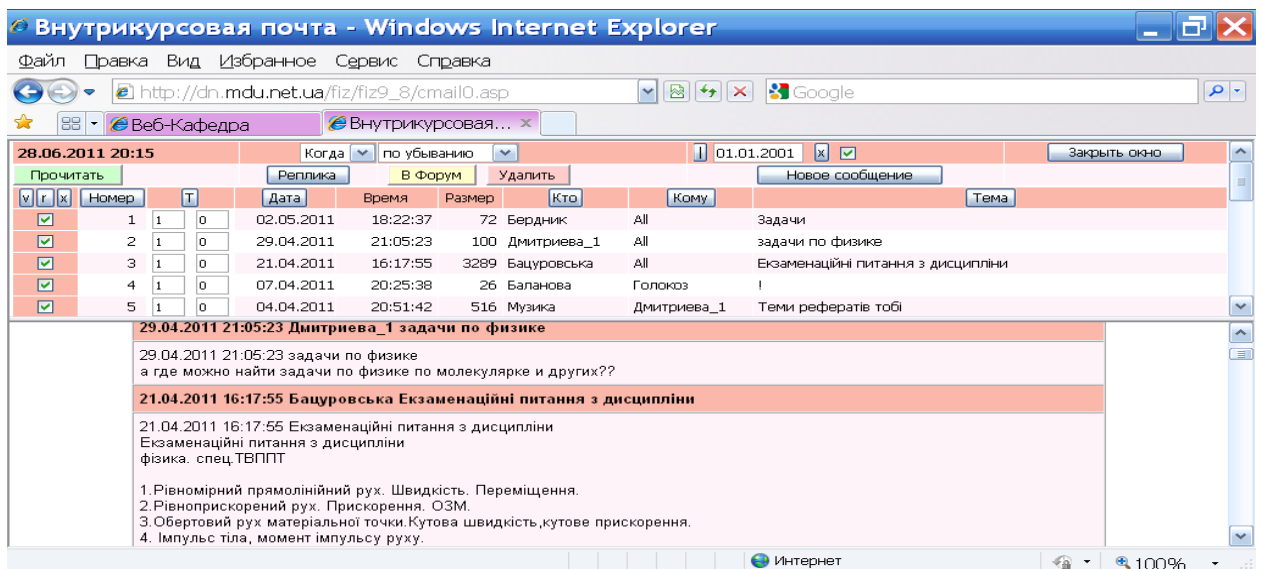 Внутрикурсовая почта - Windows Internet Explorer
Файл Правка Вид Избранное Сервис Справка
http://dn.mdu.net.ua/fiz/fiz9_8/cmail0.asp Google
Веб-Кафедра Внутрикурсовая...
28.06.2011 20:15 Когда по убыванию | 01.01.2001 x Закрыть окно
Прочитать Реплика В Форум Удалить Новое сообщение
v r x Номер T Дата Время Размер Кто Кому Тема
1 1 0 02.05.2011 18:22:37 72 Бердник All Задачи
2 1 0 29.04.2011 21:05:23 100 Дмитриева_1 All задачи по физике
3 1 0 21.04.2011 16:17:55 3289 Бацуровська All Екзаменаційні питання з дисципліни
4 1 0 07.04.2011 20:25:38 26 Баланова Голокоз !
5 1 0 04.04.2011 20:51:42 516 Музика Дмитриева_1 Теми рефератів тобі
29.04.2011 21:05:23 Дмитриева_1 задачи по физике
29.04.2011 21:05:23 задачи по физике
а где можно найти задачи по физике по молекулярке и других??
21.04.2011 16:17:55 Бацуровська Екзаменаційні питання з дисципліни
21.04.2011 16:17:55 Екзаменаційні питання з дисципліни
Екзаменаційні питання з дисципліни
фізика. спец.ТВППТ
1.Рівномірний прямолінійний рух. Швидкість. Переміщення.
2.Рівноприскорений рух. Прискорення. ОЗМ.
3.Обертовий рух матеріальної точки.Кутова швидкість,кутове прискорення.
4. Імпульс тіла, момент імпульсу руху.
Интернет 100%